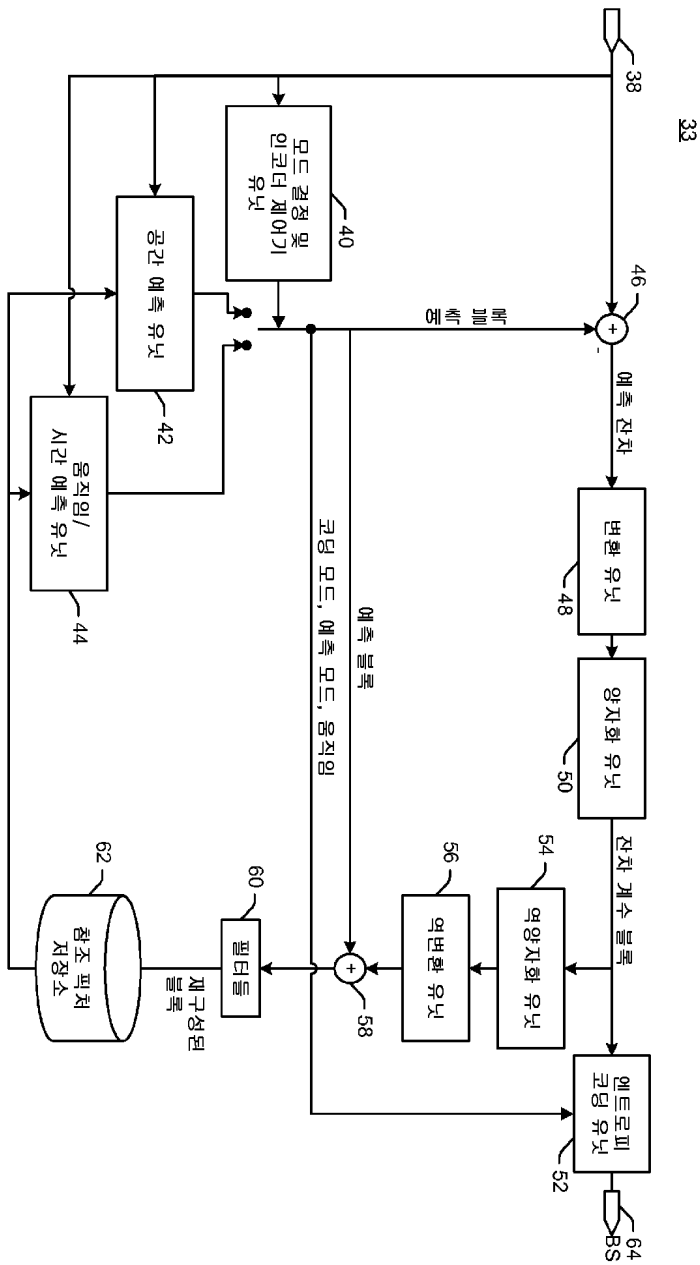 33
38
46
-
+
예측 잔차
변환 유닛
48
양자화 유닛
50
잔차 계수 블록
엔트로피
코딩 유닛
52
64
BS
예측 블록
모드 결정 및
인코더 제어기
유닛
40
54
역양자화 유닛
56
역변환 유닛
예측 블록
+
58
코딩 모드, 예측 모드, 움직임
공간 예측 유닛
42
60
필터들
재구성된
블록
움직임/
시간 예측 유닛
44
62
참조 픽처
저장소